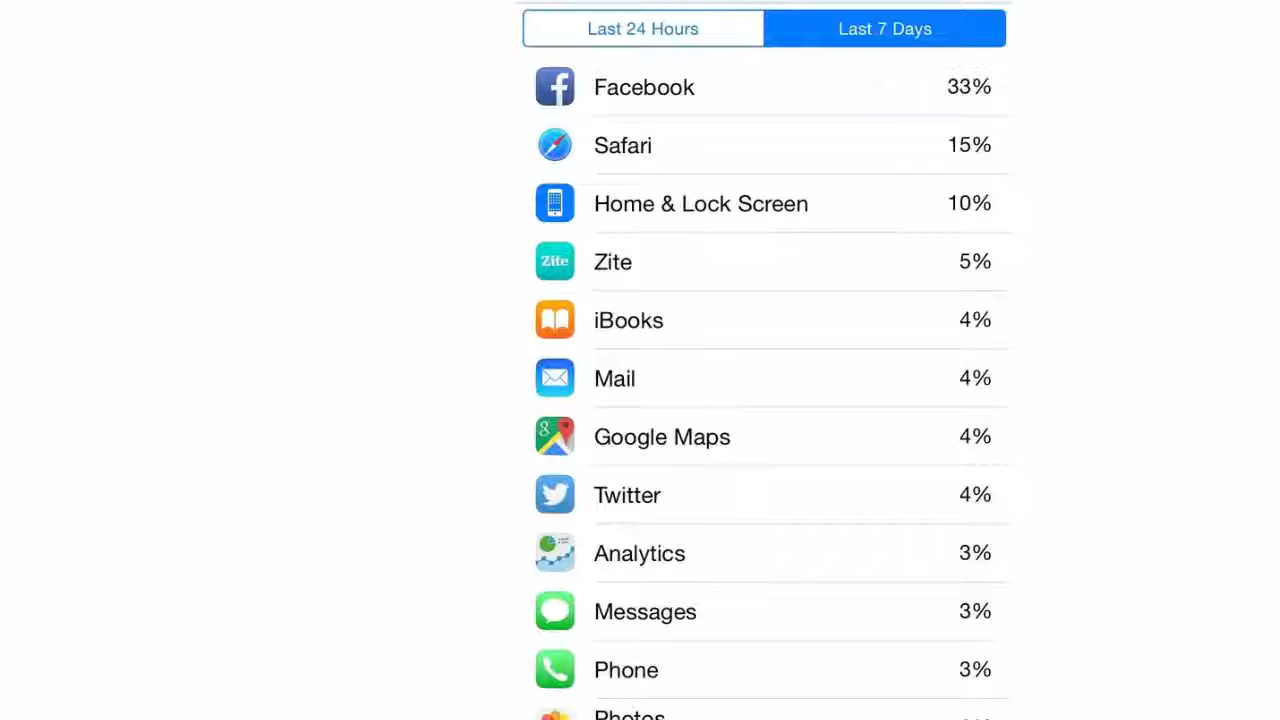 Last 24 Hours Last 7 Days
Facebook 33%
Safari 15%
Home & Lock Screen 10%
Zite Zite 5%
iBooks 4%
Mail 4%
Google Maps 4%
Twitter 4%
Analytics 3%
Messages 3%
Phone 3%
Photos